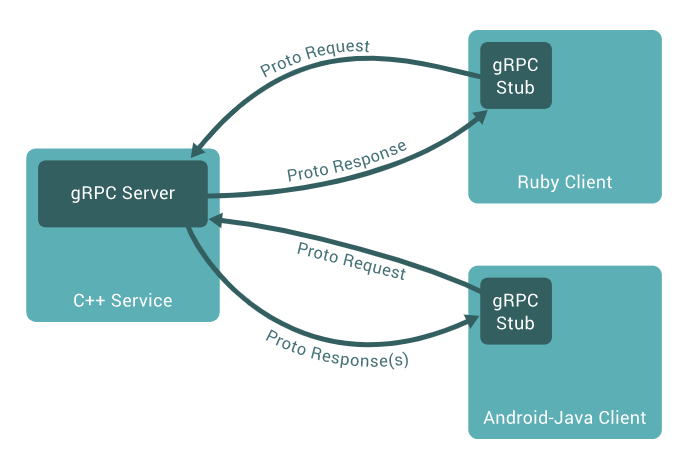 Proto Request
gRPC
Stub
Ruby Client
Proto Response
gRPC Server
C++ Service
Proto Request
gRPC
Stub
Android-Java Client
Proto Response(s)